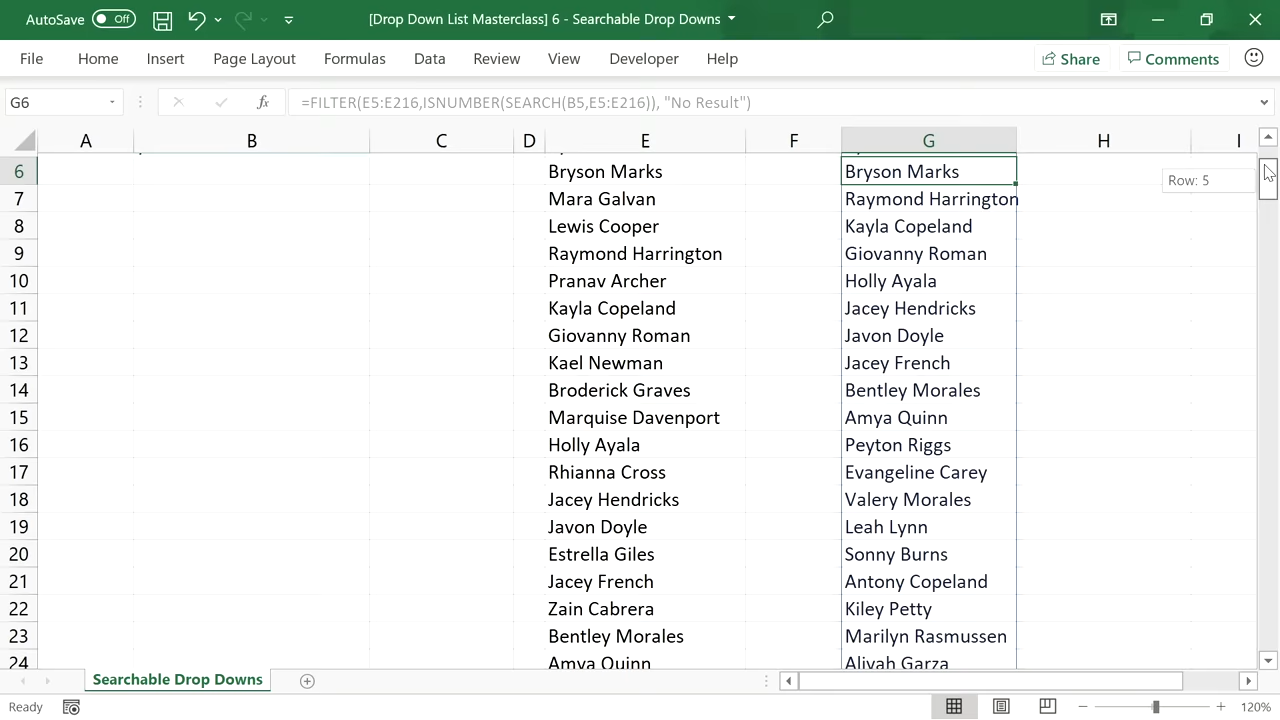 AutoSave Off [Drop Down List Masterclass] 6 - Searchable Drop Downs
File Home Insert Page Layout Formulas Data Review View Developer Help Share Comments
G6 fx =FILTER(E5:E216,ISNUMBER(SEARCH(B5,E5:E216)), "No Result")
A B C D E F G H I
6 Bryson Marks Bryson Marks
Row: 5
7 Mara Galvan Raymond Harrington
8 Lewis Cooper Kayla Copeland
9 Raymond Harrington Giovanny Roman
10 Pranav Archer Holly Ayala
11 Kayla Copeland Jacey Hendricks
12 Giovanny Roman Javon Doyle
13 Kael Newman Jacey French
14 Broderick Graves Bentley Morales
15 Marquise Davenport Amya Quinn
16 Holly Ayala Peyton Riggs
17 Rhianna Cross Evangeline Carey
18 Jacey Hendricks Valery Morales
19 Javon Doyle Leah Lynn
20 Estrella Giles Sonny Burns
21 Jacey French Antony Copeland
22 Zain Cabrera Kiley Petty
23 Bentley Morales Marilyn Rasmussen
24 Amya Quinn Aliyah Garza
Searchable Drop Downs
Ready 120%